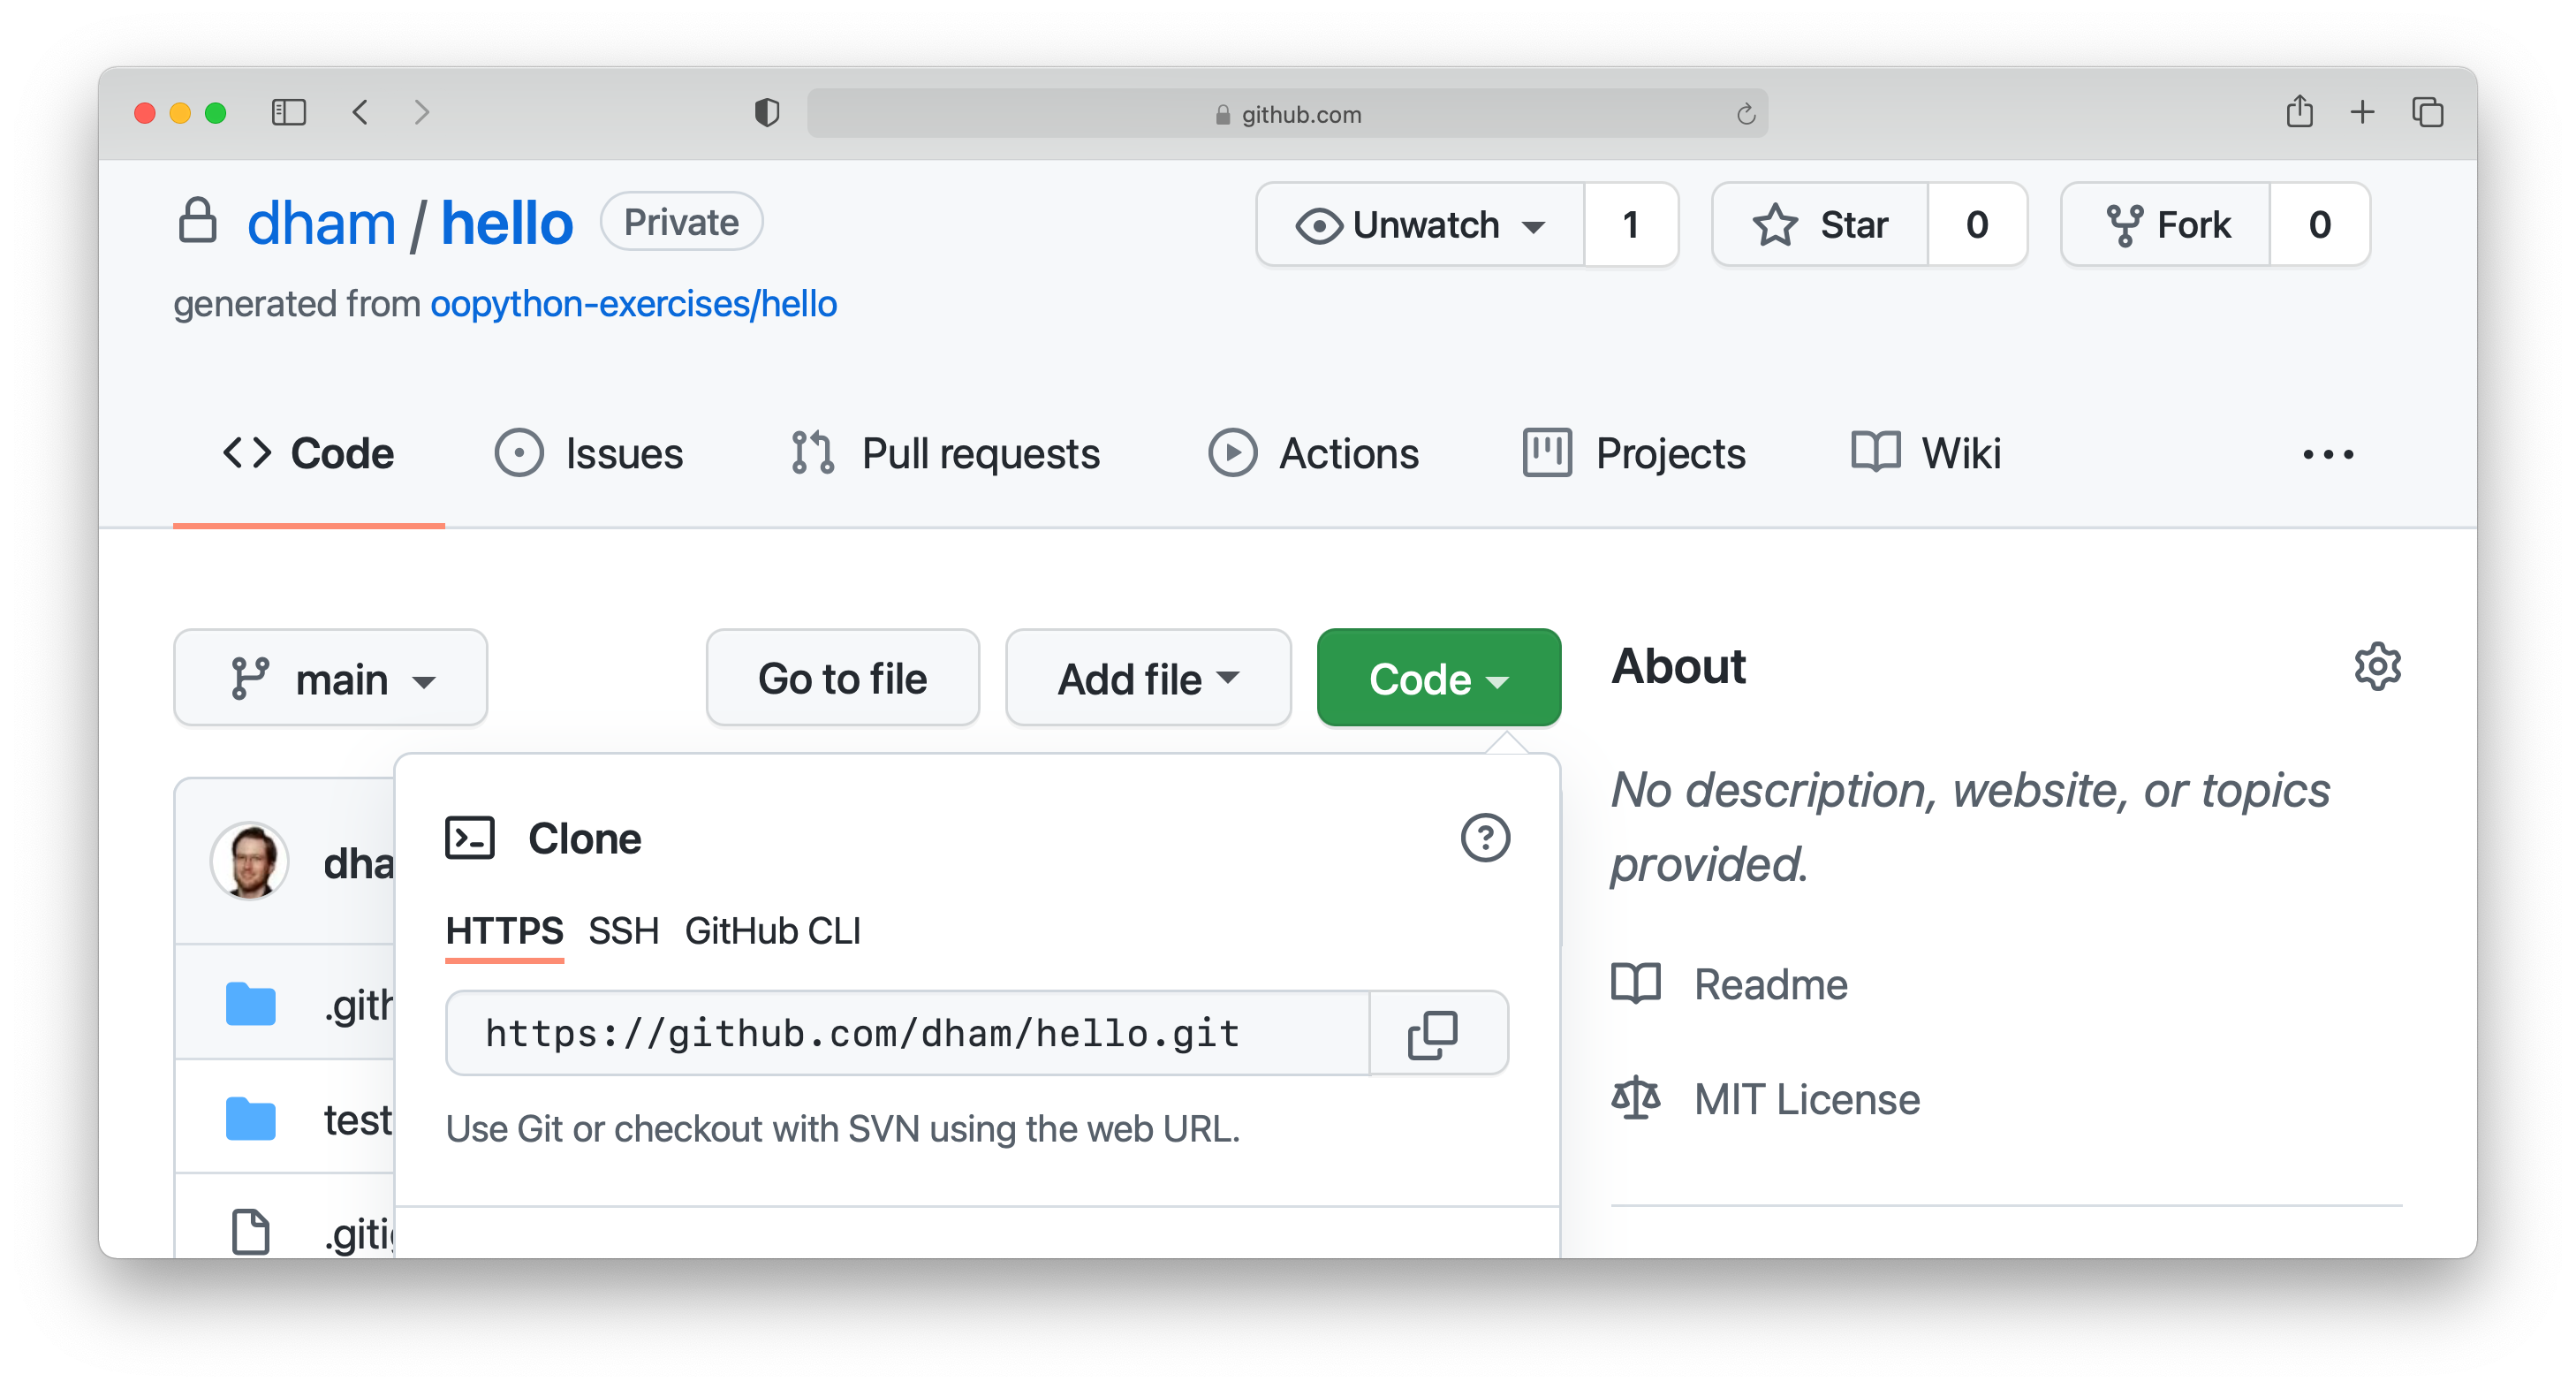 github.com
dham / hello Private
Unwatch 1 Star 0 Fork 0
generated from oopython-exercises/hello
Code Issues Pull requests Actions Projects Wiki
main Go to file Add file Code
About
No description, website, or topics
provided.
dha
Clone
HTTPS SSH GitHub CLI
.gith
https://github.com/dham/hello.git
Readme
test
Use Git or checkout with SVN using the web URL.
MIT License
.gitig